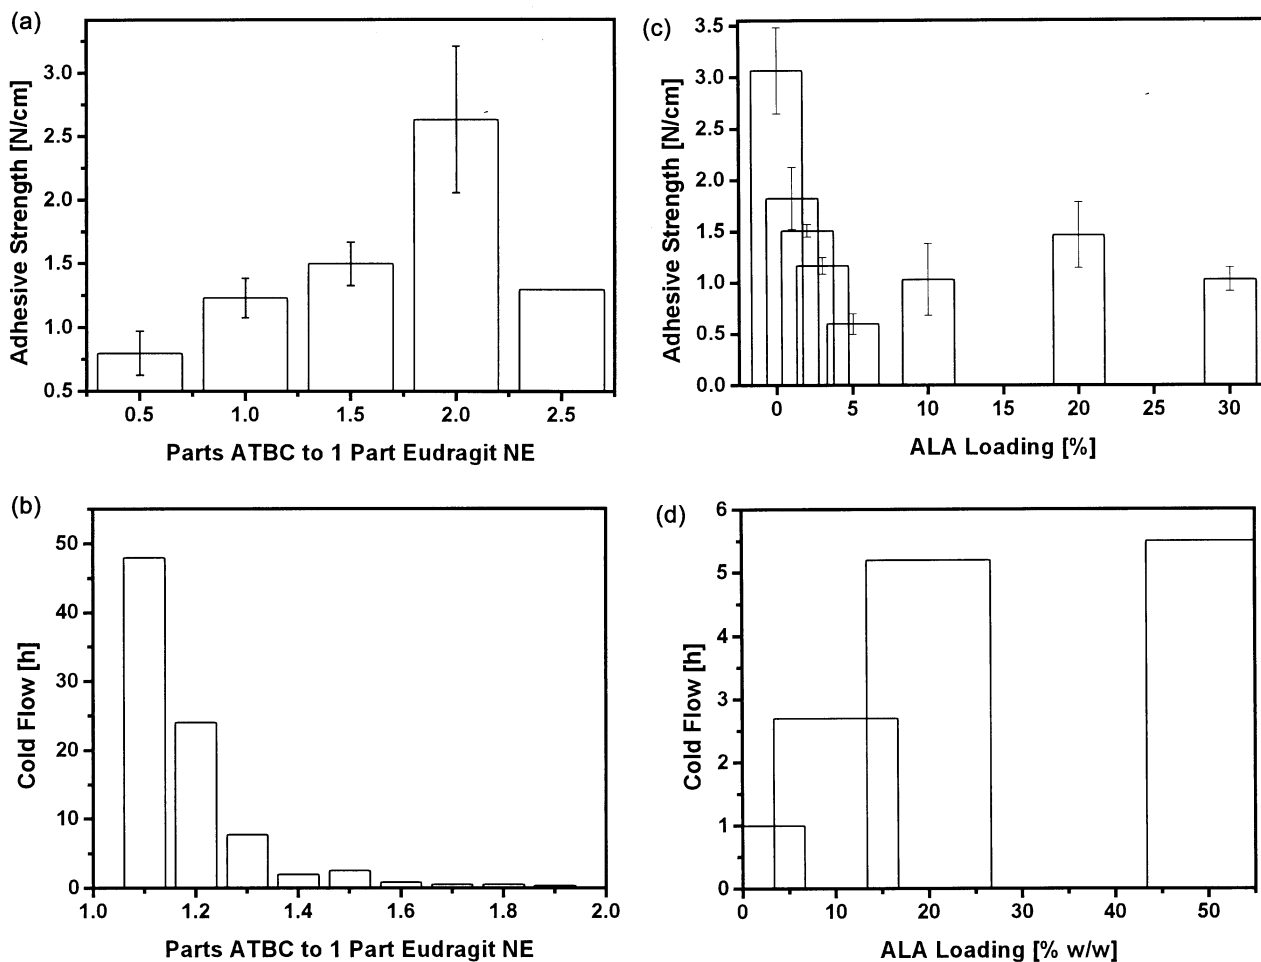 (a)
Adhesive Strength [N/cm]
3.0
2.5
2.0
1.5
1.0
0.5
0.5 1.0 1.5 2.0 2.5
Parts ATBC to 1 Part Eudragit NE
(c)
Adhesive Strength [N/cm]
3.5
3.0
2.5
2.0
1.5
1.0
0.5
0.0
0 5 10 15 20 25 30
ALA Loading [%]
(b)
Cold Flow [h]
50
40
30
20
10
0
1.0 1.2 1.4 1.6 1.8 2.0
Parts ATBC to 1 Part Eudragit NE
(d)
Cold Flow [h]
6
5
4
3
2
1
0
0 10 20 30 40 50
ALA Loading [% w/w]